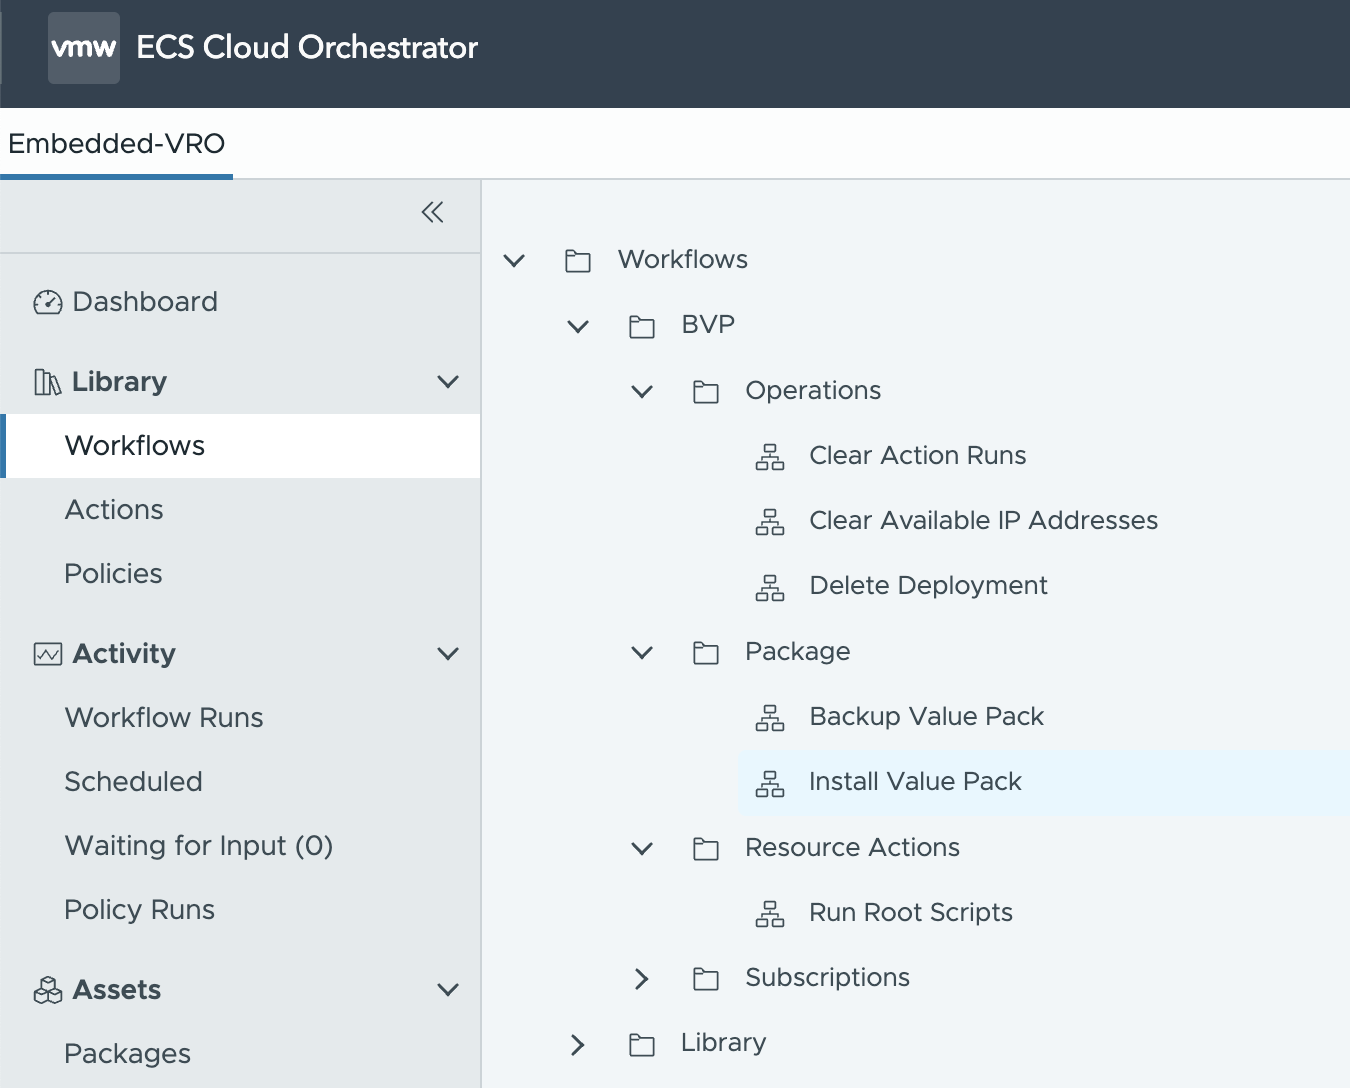 vmw ECS Cloud Orchestrator
Embedded-VRO
Dashboard
Library
Workflows
Actions
Policies
Activity
Workflow Runs
Scheduled
Waiting for Input (0)
Policy Runs
Assets
Packages
Workflows
BVP
Operations
Clear Action Runs
Clear Available IP Addresses
Delete Deployment
Package
Backup Value Pack
Install Value Pack
Resource Actions
Run Root Scripts
Subscriptions
Library